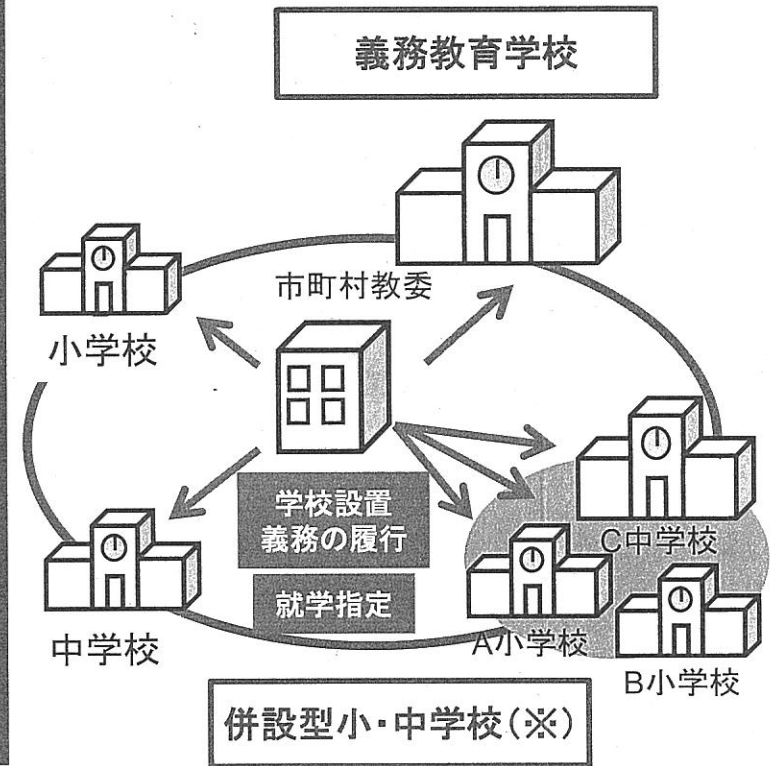 義務教育学校
市町村教委
小学校
学校設置
義務の履行
就学指定
C中学校
A小学校
B小学校
中学校
併設型小・中学校(※)